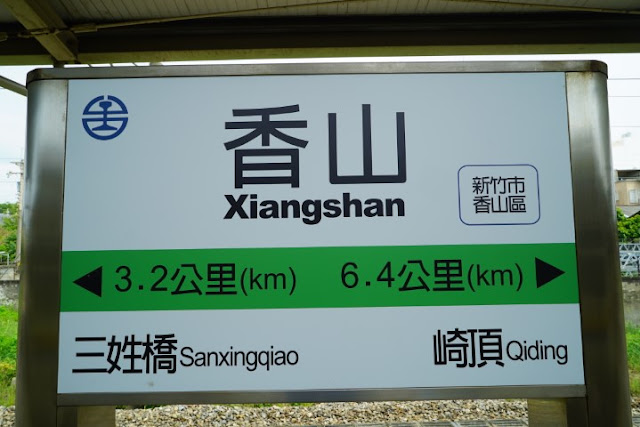 香山
Xiangshan
新竹市
香山區
3.2公里(km) 6.4公里(km)
三姓橋Sanxingqiao 崎頂Qiding